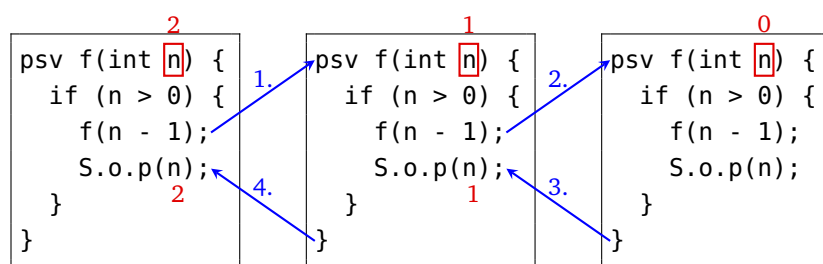 2 1 0
psv f(int n) { psv f(int n) { psv f(int n) {
1. 2.
if (n > 0) { if (n > 0) { if (n > 0) {
f(n - 1); f(n - 1); f(n - 1);
S.o.p(n); S.o.p(n); S.o.p(n);
2 4. 1 3.
} } }
} } }